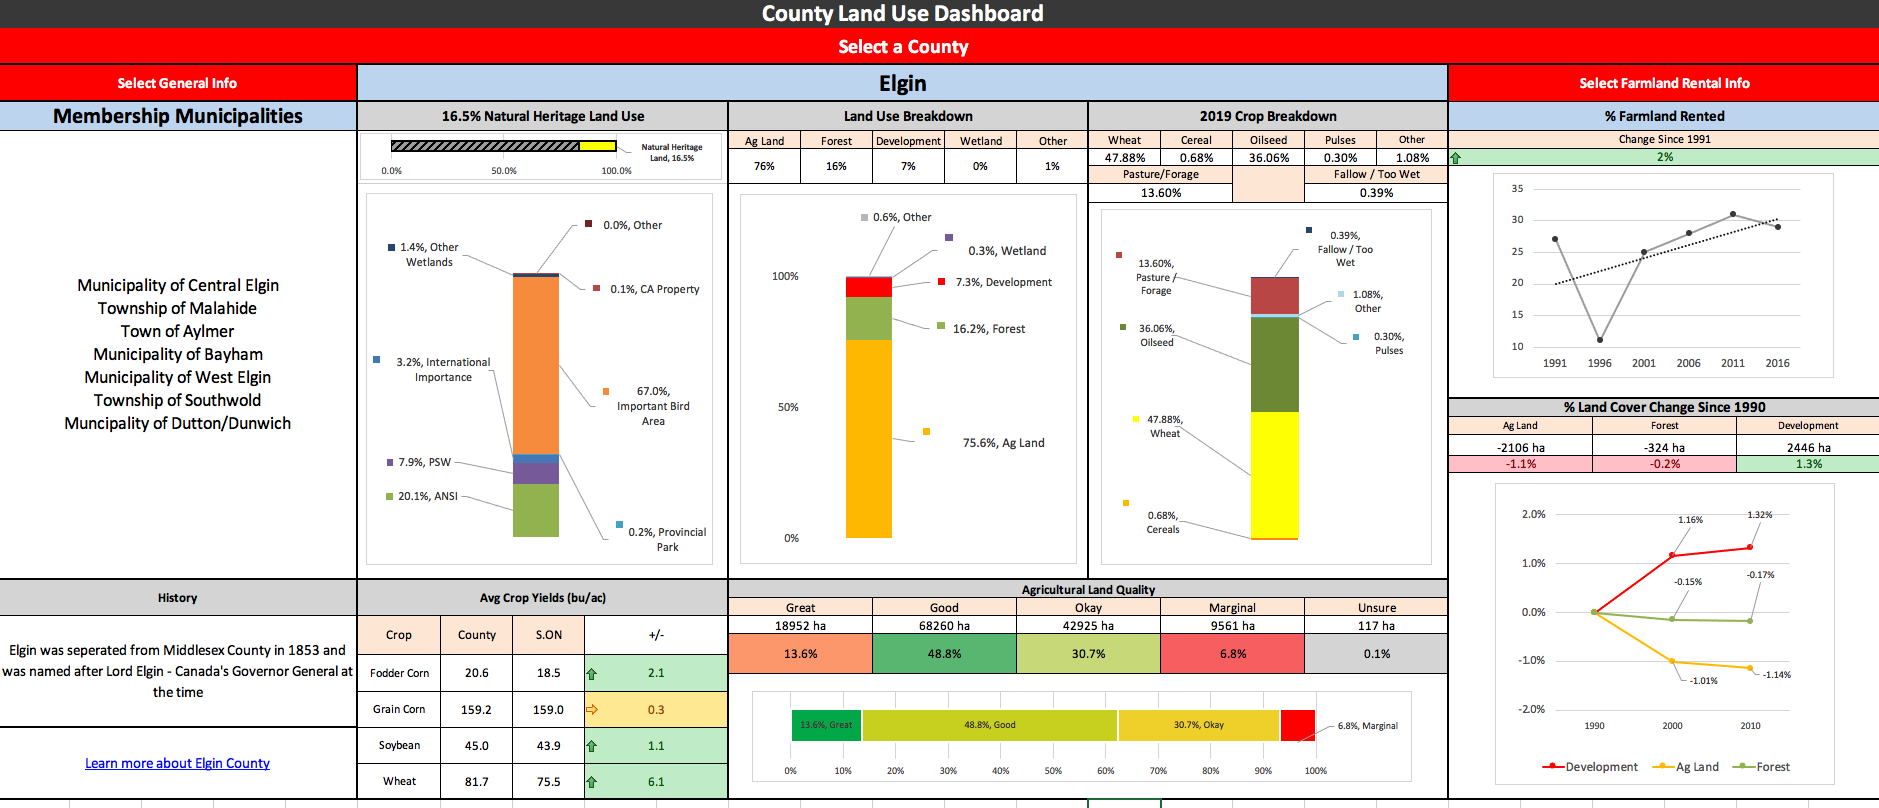 County Land Use Dashboard
Select a County
Select General Info
Elgin
Select Farmland Rental Info
Membership Municipalities
Municipality of Central Elgin
Township of Malahide
Town of Aylmer
Municipality of Bayham
Municipality of West Elgin
Township of Southwold
Muncipality of Dutton/Dunwich
16.5% Natural Heritage Land Use
Natural Heritage
Land, 16.5%
0.0% 50.0% 100.0%
0.0%, Other
1.4%, Other
Wetlands
0.1%, CA Property
3.2%, International
Importance
67.0%,
Important Bird
Area
7.9%, PSW
20.1%, ANSI
0.2%, Provincial
Park
Land Use Breakdown
Ag Land Forest Development Wetland Other
76% 16% 7% 0% 1%
0.6%, Other
0.3%, Wetland
100%
7.3%, Development
16.2%, Forest
50%
75.6%, Ag Land
0%
2019 Crop Breakdown
Wheat Cereal Oilseed Pulses Other
47.88% 0.68% 36.06% 0.30% 1.08%
Pasture/Forage Fallow / Too Wet
13.60% 0.39%
0.39%,
Fallow / Too
Wet
13.60%,
Pasture /
Forage
1.08%,
Other
36.06%,
Oilseed
0.30%,
Pulses
47.88%,
Wheat
0.68%,
Cereals
% Farmland Rented
Change Since 1991
2%
35
30
25
20
15
10
1991 1996 2001 2006 2011 2016
% Land Cover Change Since 1990
Ag Land Forest Development
-2106 ha -324 ha 2446 ha
-1.1% -0.2% 1.3%
2.0%
1.16% 1.32%
1.0%
-0.15% -0.17%
0.0%
-1.0%
-1.01% -1.14%
-2.0%
1990 2000 2010
Development Ag Land Forest
History
Elgin was seperated from Middlesex County in 1853 and
was named after Lord Elgin - Canada's Governor General at
the time
Learn more about Elgin County
Avg Crop Yields (bu/ac)
Crop County S.ON +/-
Fodder Corn 20.6 18.5 2.1
Grain Corn 159.2 159.0 0.3
Soybean 45.0 43.9 1.1
Wheat 81.7 75.5 6.1
Agricultural Land Quality
Great Good Okay Marginal Unsure
18952 ha 68260 ha 42925 ha 9561 ha 117 ha
13.6% 48.8% 30.7% 6.8% 0.1%
13.6%, Great 48.8%, Good 30.7%, Okay 6.8%, Marginal
0% 10% 20% 30% 40% 50% 60% 70% 80% 90% 100%